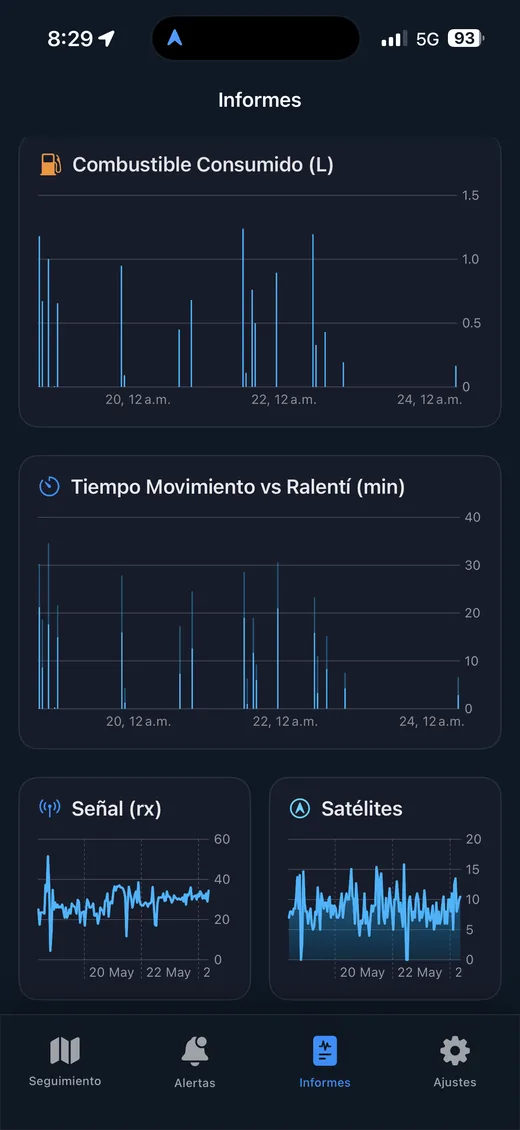 8:29
5G
93
Informes
Combustible Consumido (L)
1.5
1.0
0.5
0
20, 12 a.m.
22, 12 a.m.
24, 12 a.m.
Tiempo Movimiento vs Ralentí (min)
40
30
20
10
0
20, 12 a.m.
22, 12 a.m.
24, 12 a.m.
Señal (rx)
60
40
20
0
20 May
22 May
2
Satélites
20
15
10
5
0
20 May
22 May
2
Seguimiento
Alertas
Informes
Ajustes